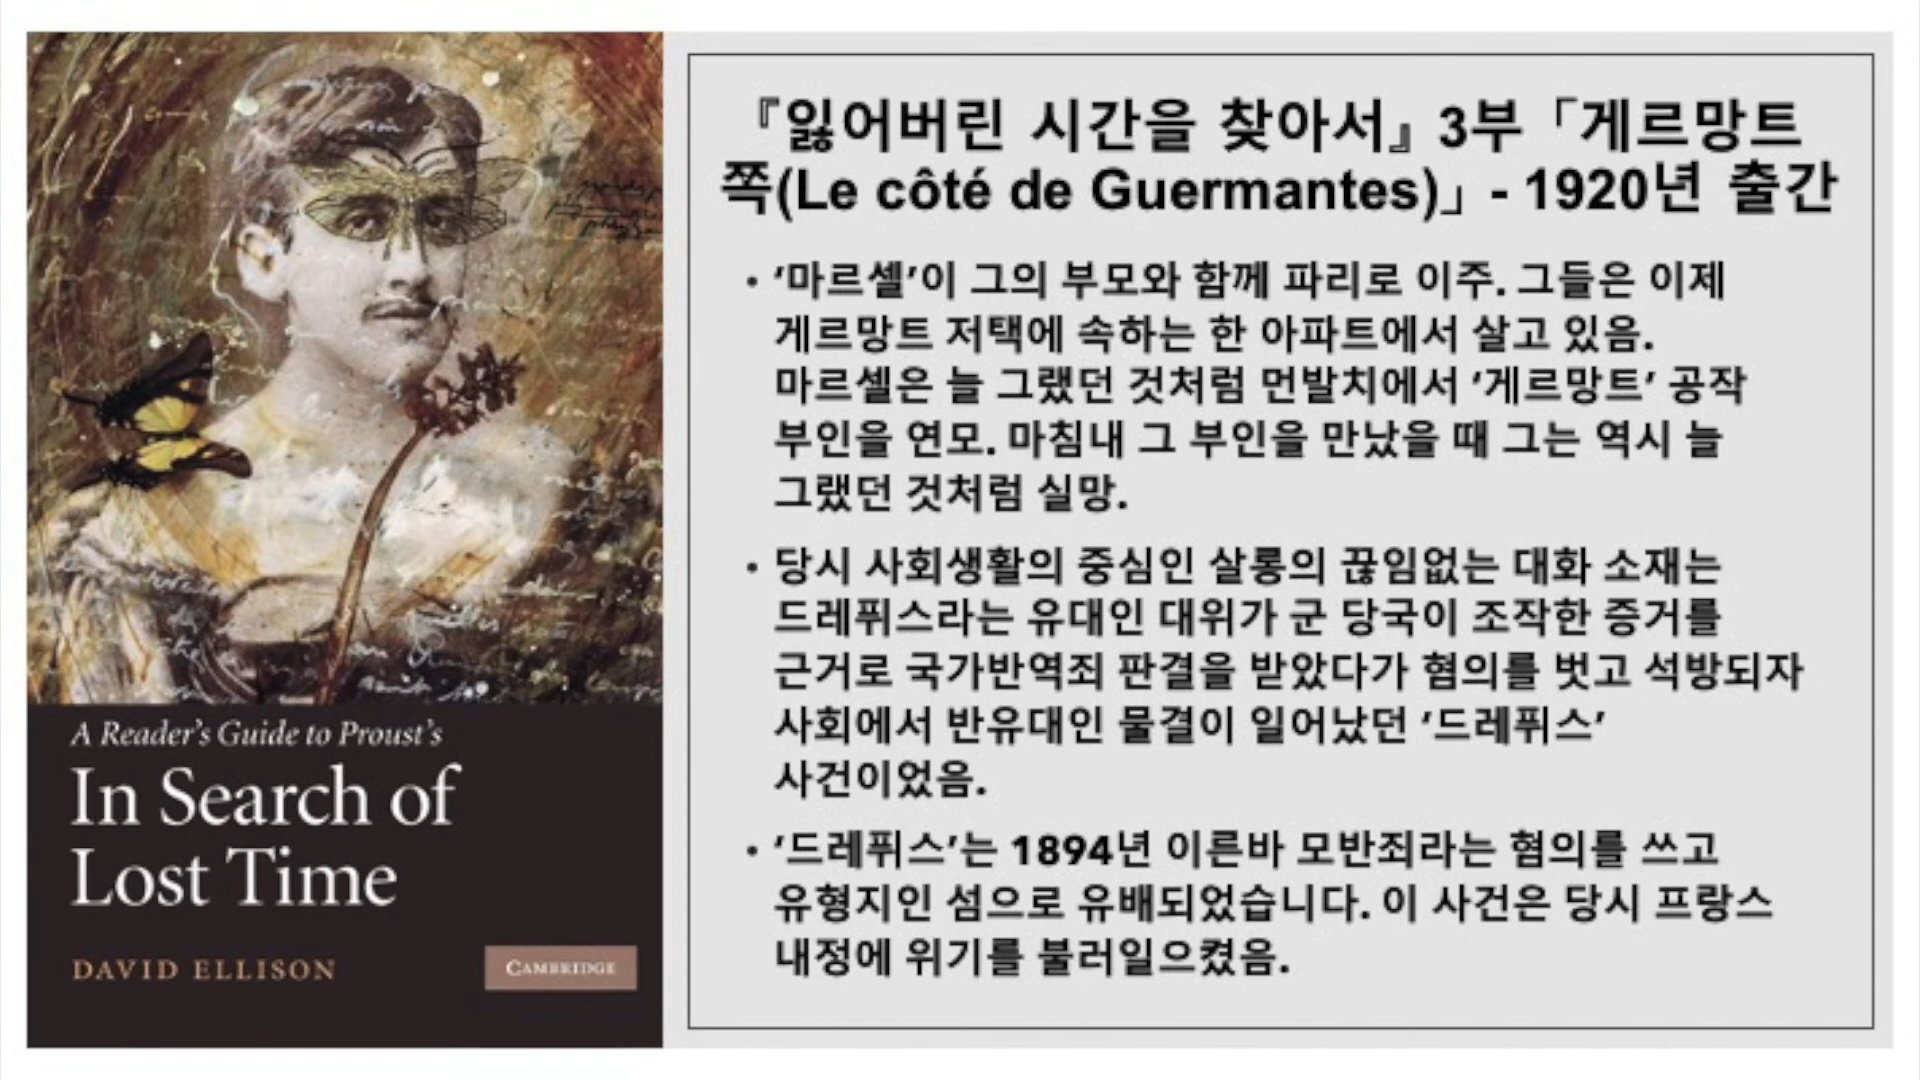 A Reader's Guide to Proust's
In Search of
Lost Time
DAVID ELLISON
CAMBRIDGE
『잃어버린 시간을 찾아서』 3부 「게르망트
쪽(Le côté de Guermantes)」- 1920년 출간
• '마르셀'이 그의 부모와 함께 파리로 이주. 그들은 이제
게르망트 저택에 속하는 한 아파트에서 살고 있음.
마르셀은 늘 그랬던 것처럼 먼발치에서 '게르망트' 공작
부인을 연모. 마침내 그 부인을 만났을 때 그는 역시 늘
그랬던 것처럼 실망.
• 당시 사회생활의 중심인 살롱의 끊임없는 대화 소재는
드레퓌스라는 유대인 대위가 군 당국이 조작한 증거를
근거로 국가반역죄 판결을 받았다가 혐의를 벗고 석방되자
사회에서 반유대인 물결이 일어났던 '드레퓌스'
사건이었음.
• '드레퓌스'는 1894년 이른바 모반죄라는 혐의를 쓰고
유형지인 섬으로 유배되었습니다. 이 사건은 당시 프랑스
내정에 위기를 불러일으켰음.